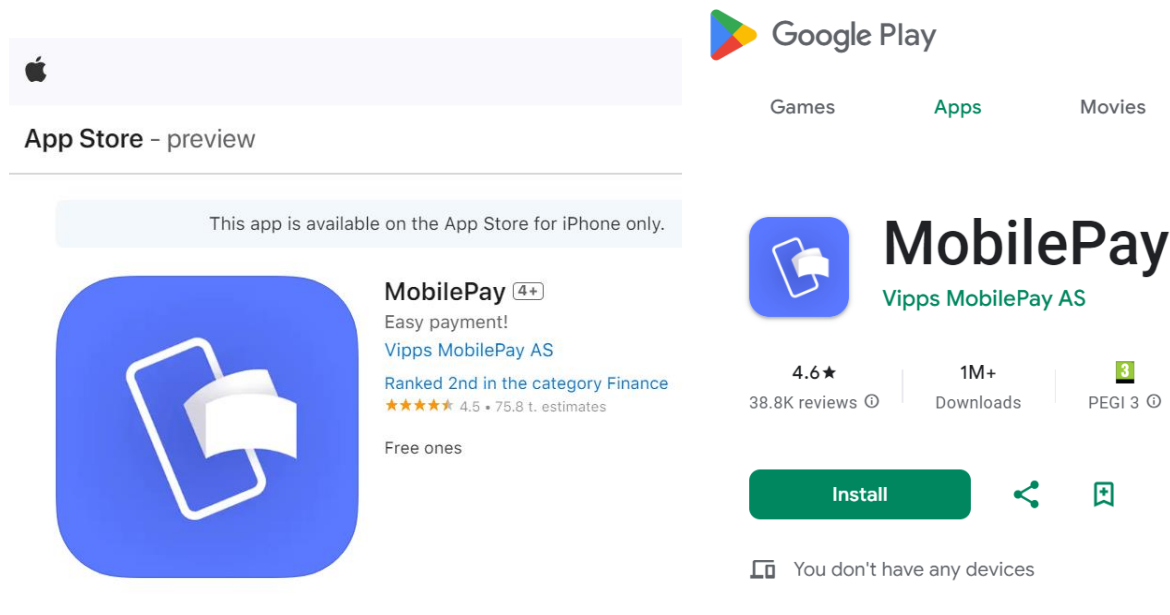 App Store - preview
This app is available on the App Store for iPhone only.
MobilePay 4+
Easy payment!
Vipps MobilePay AS
Ranked 2nd in the category Finance
4.5 • 75.8 t. estimates
Free ones
Google Play
Games Apps Movies
MobilePay
Vipps MobilePay AS
4.6★ 1M+ 3
38.8K reviews Downloads PEGI 3
Install
You don't have any devices